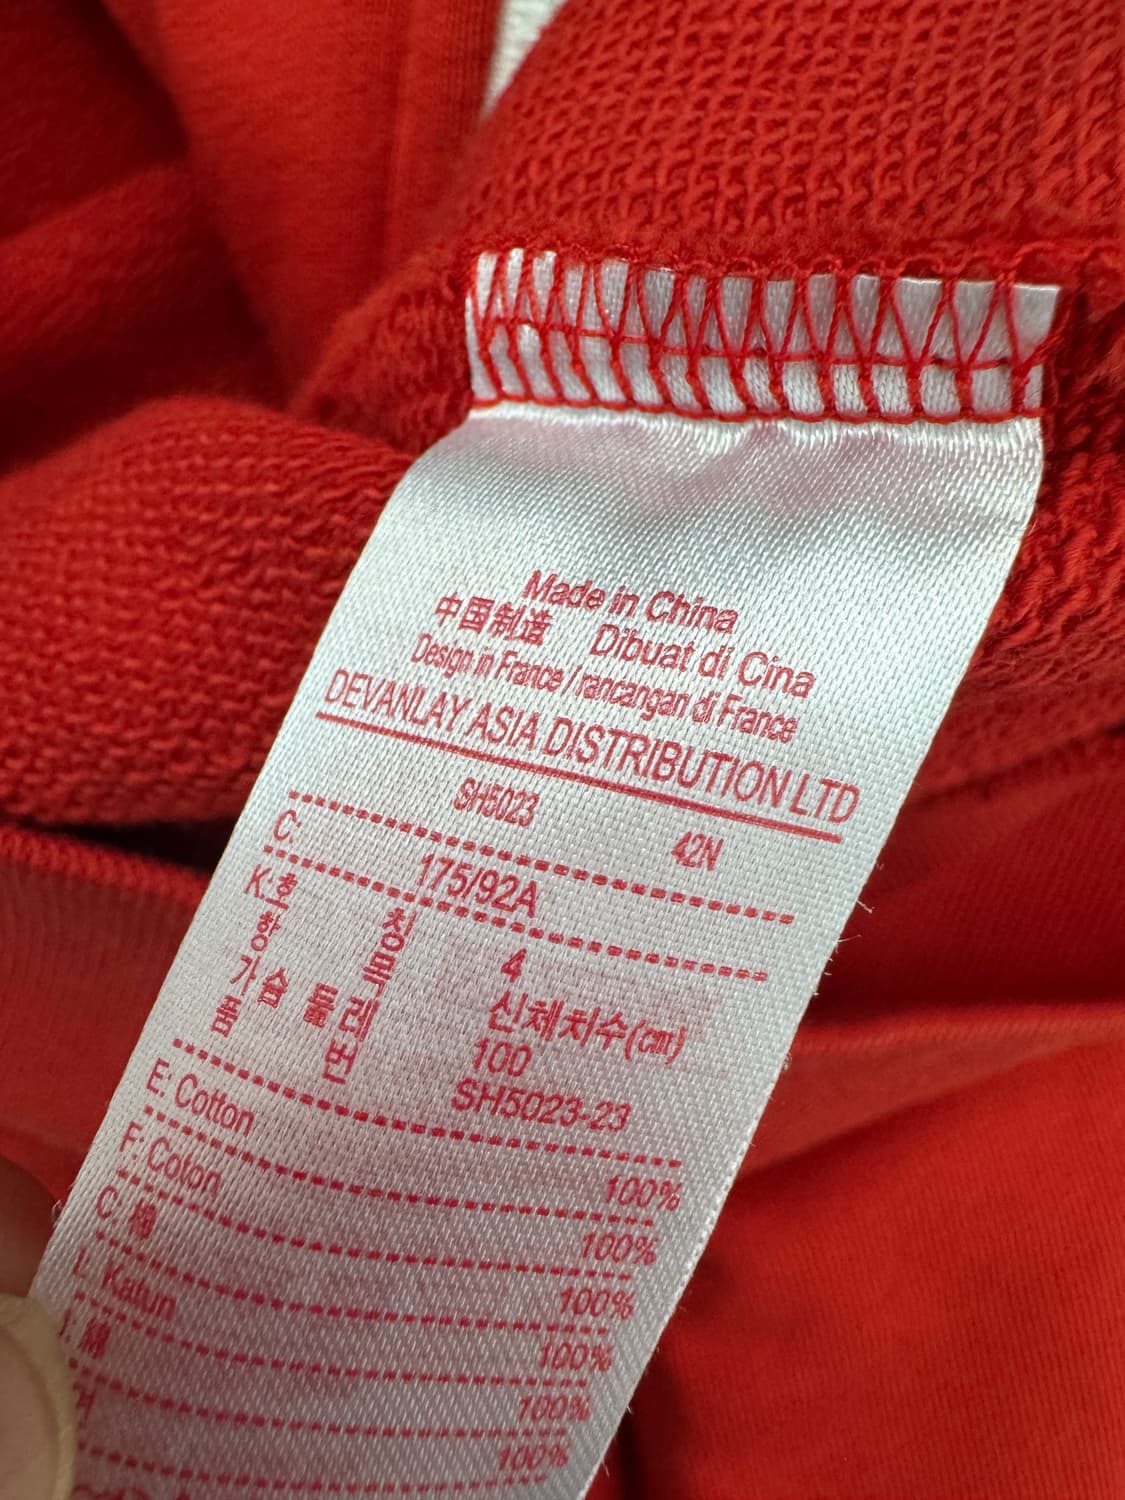 Made in China
中国制造 Dibuat di Cina
Design in France / rancangan di France
DEVANLAY ASIA DISTRIBUTION LTD
SH5023 42N
C: 175/92A
K: 호칭 4
항목 신체치수(cm)
가슴둘레 100
품번 SH5023-23
E: Cotton 100%
F: Coton 100%
C: 棉 100%
I: Katun 100%
100%
100%